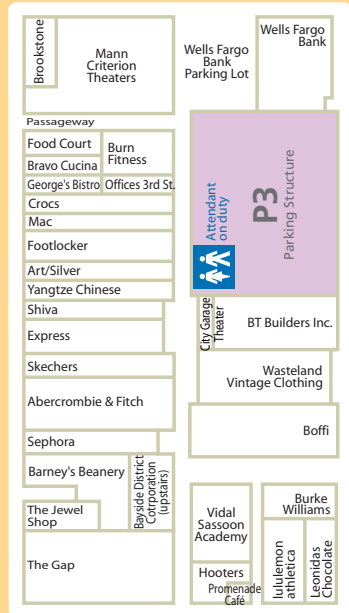 Brookstone
Mann
Criterion
Theaters
Wells Fargo
Bank
Parking Lot
Wells Fargo
Bank
Passageway
Food Court
Burn
Fitness
Bravo Cucina
George's Bistro
Offices 3rd St.
Crocs
Mac
Footlocker
Art/Silver
Yangtze Chinese
Shiva
Express
Skechers
Abercrombie & Fitch
Sephora
Barney's Beanery
Bayside District
Cotrporation
(upstairs)
The Jewel
Shop
The Gap
Attendant
on duty
P3
Parking Structure
City Garage
Theater
BT Builders Inc.
Wasteland
Vintage Clothing
Boffi
Vidal
Sassoon
Academy
Hooters
Promenade
Café
Burke
Williams
lululemon
athletica
Leonidas
Chocolate